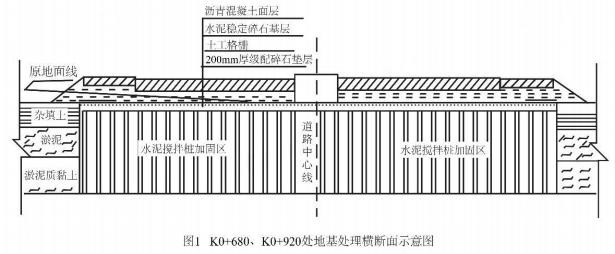 沥青混凝土面层
水泥稳定碎石基层
土工格栅
200mm厚级配碎石垫层
原地面线
杂填土
淤泥
淤泥质黏土
水泥搅拌桩加固区
道路中心线
水泥搅拌桩加固区
图1 K0+680、K0+920处地基处理横断面示意图